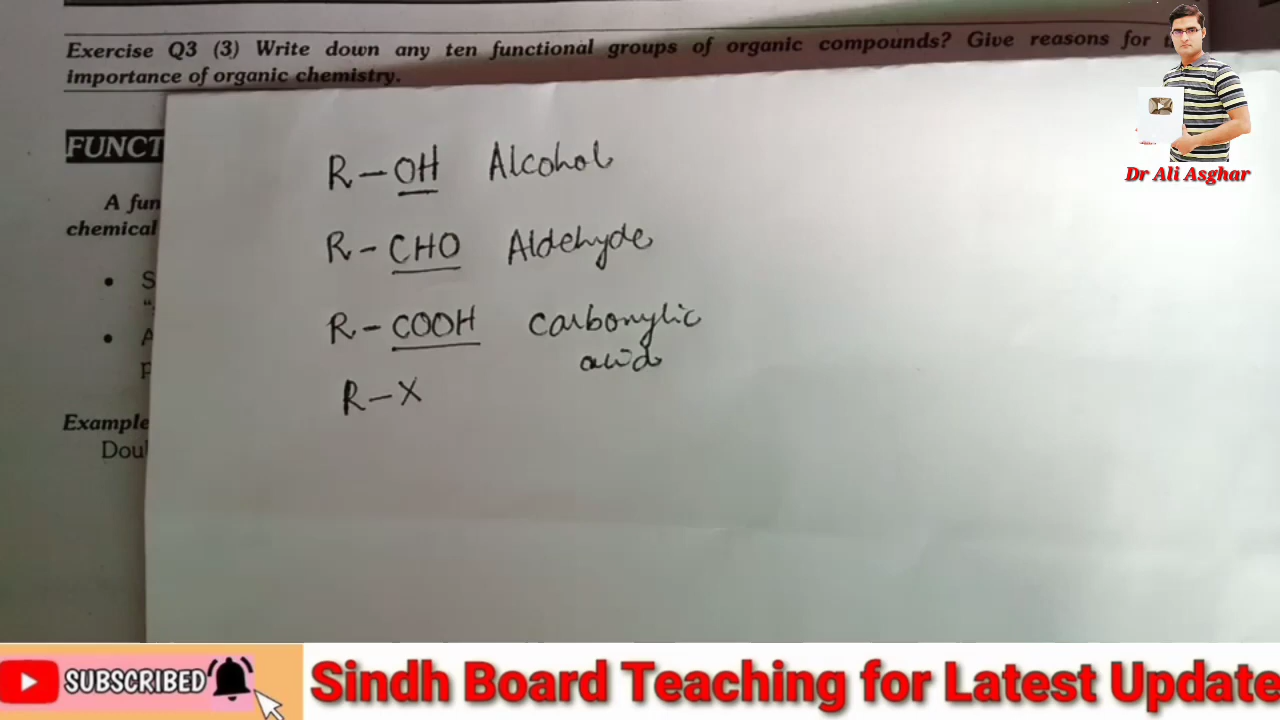 Exercise Q3 (3) Write down any ten functional groups of organic compounds? Give reasons for
importance of organic chemistry.
Dr Ali Asghar
FUNCT
A fun
chemical
R-OH Alcohol
R-CHO Aldehyde
R-COOH Carbonylic
acid
R-X
Example
Doul
SUBSCRIBED
Sindh Board Teaching for Latest Update